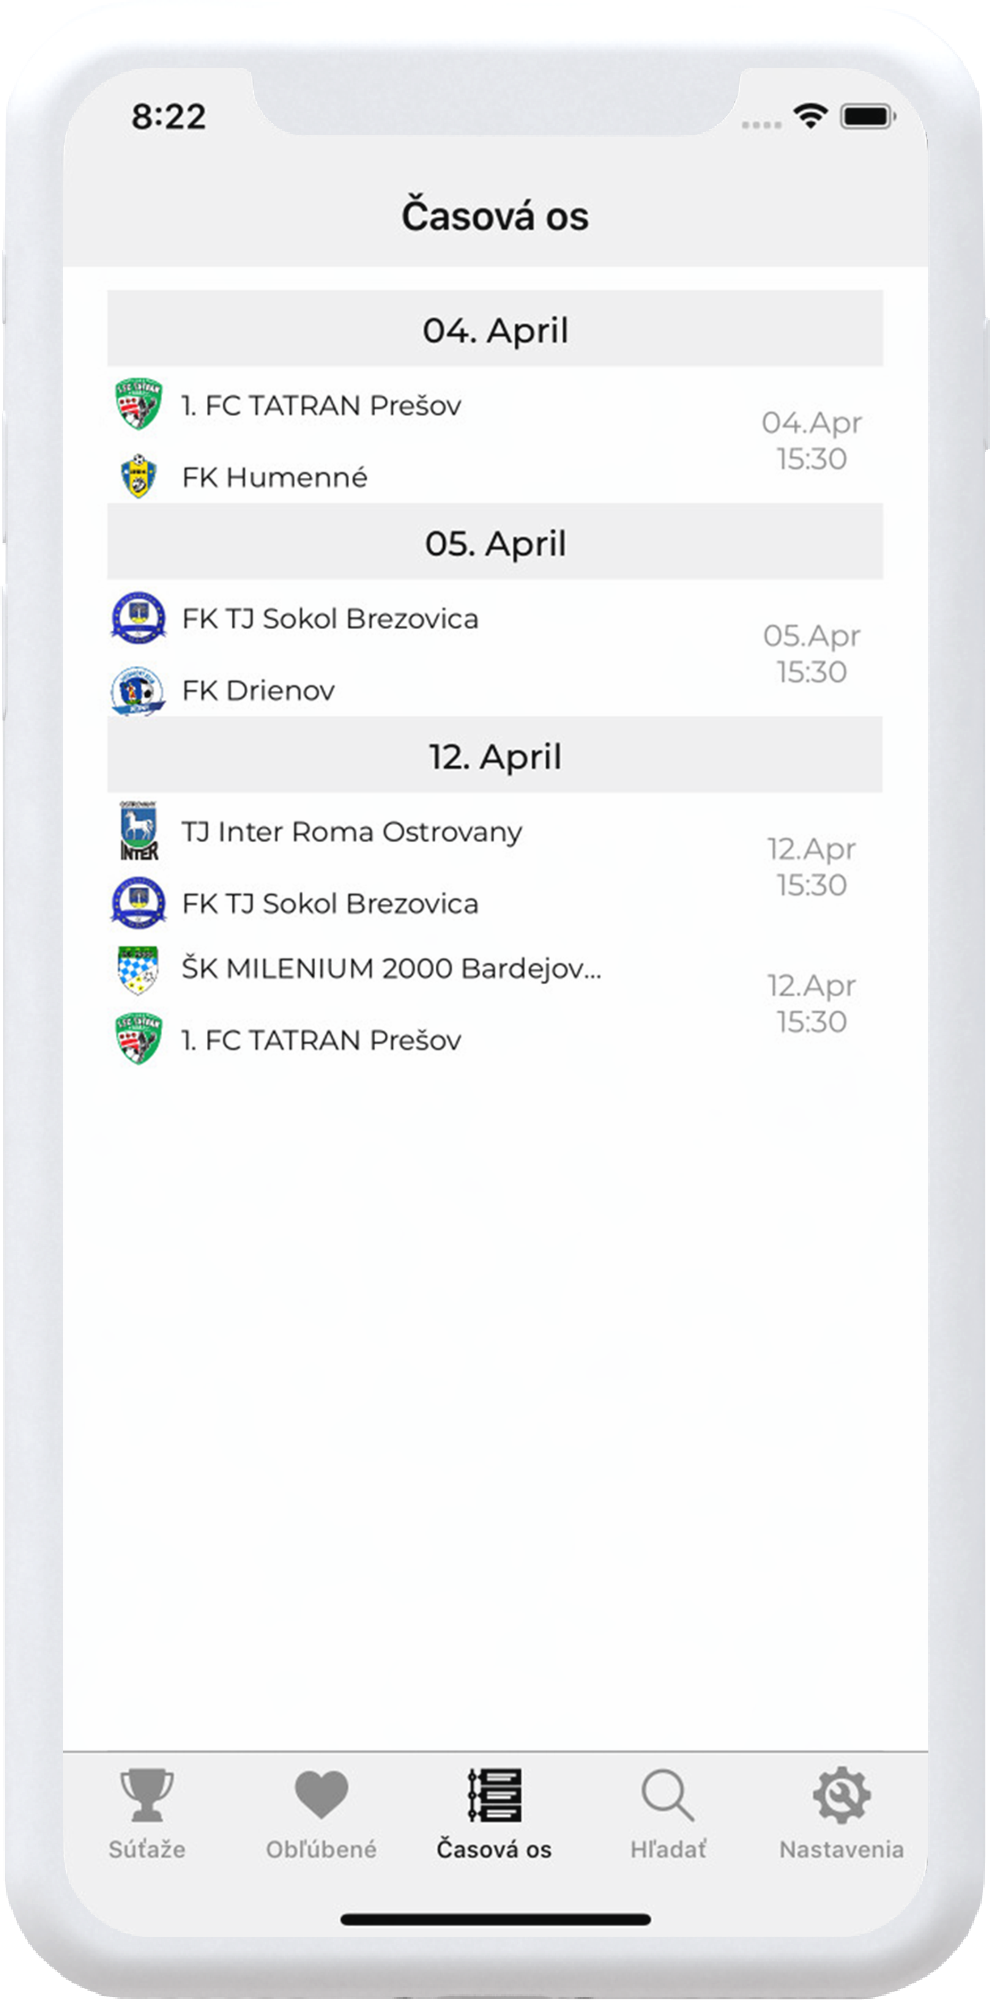 8:22
Časová os
04. April
1. FC TATRAN Prešov
04.Apr
15:30
FK Humenné
05. April
FK TJ Sokol Brezovica
05.Apr
15:30
FK Drienov
12. April
INTER
TJ Inter Roma Ostrovany
12.Apr
15:30
FK TJ Sokol Brezovica
ŠK MILENIUM 2000 Bardejov...
12.Apr
15:30
1. FC TATRAN Prešov
Súťaže
Obľúbené
Časová os
Hľadať
Nastavenia